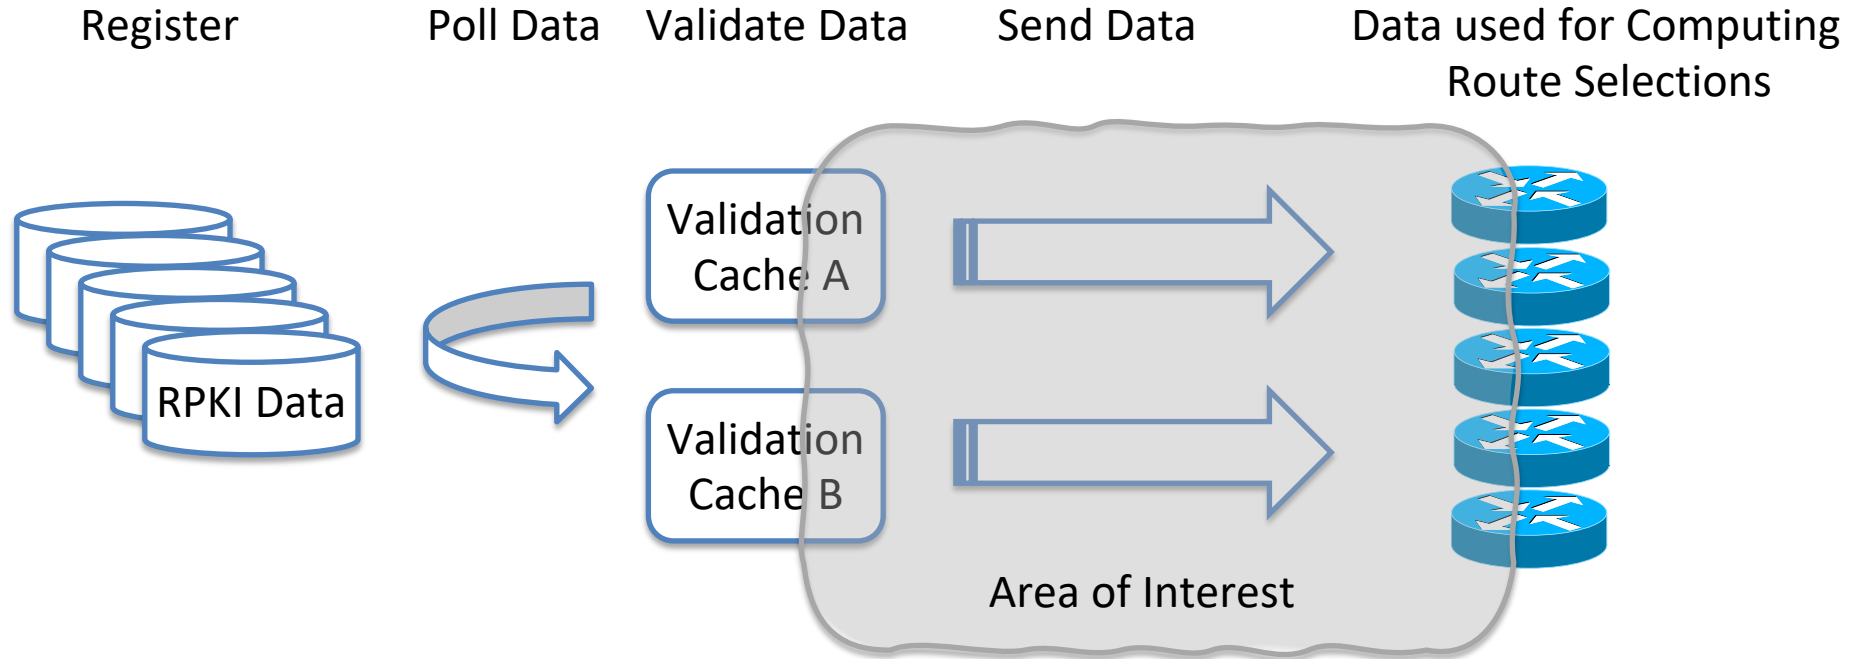 Register
Poll Data
Validate Data
Send Data
Data used for Computing
Route Selections
RPKI Data
Validation
Cache A
Validation
Cache B
Area of Interest